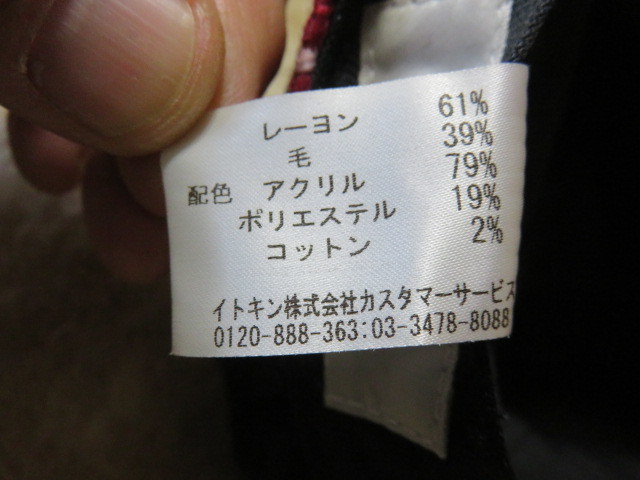 レーヨン 61%
毛 39%
配色 アクリル 79%
ポリエステル 19%
コットン 2%
イトキン株式会社カスタマーサービス
0120-888-363:03-3478-8088